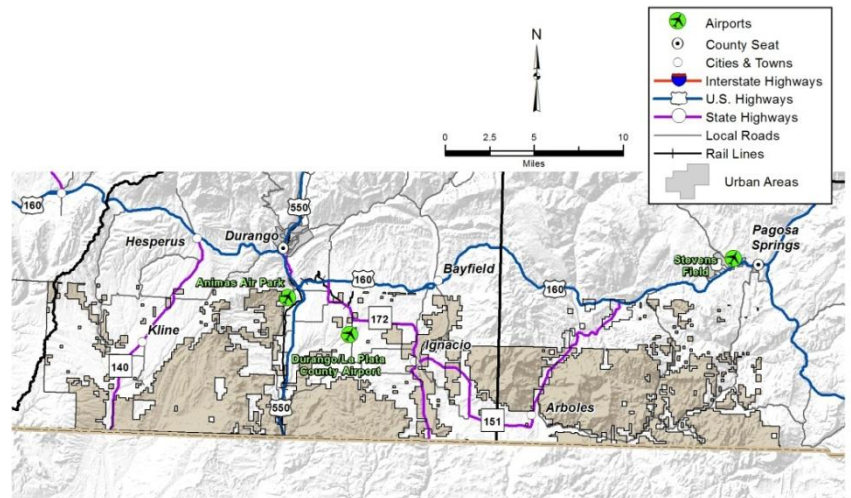 Airports
County Seat
Cities & Towns
Interstate Highways
U.S. Highways
State Highways
Local Roads
Rail Lines
Urban Areas
N
0 2.5 5 10
Miles
160
550
Hesperus
Durango
Pagosa
Springs
Stevens
Field
Bayfield
Animas Air Park
160
160
Kline
172
Ignacio
Durango/La Plata
County Airport
140
550
151
Arboles